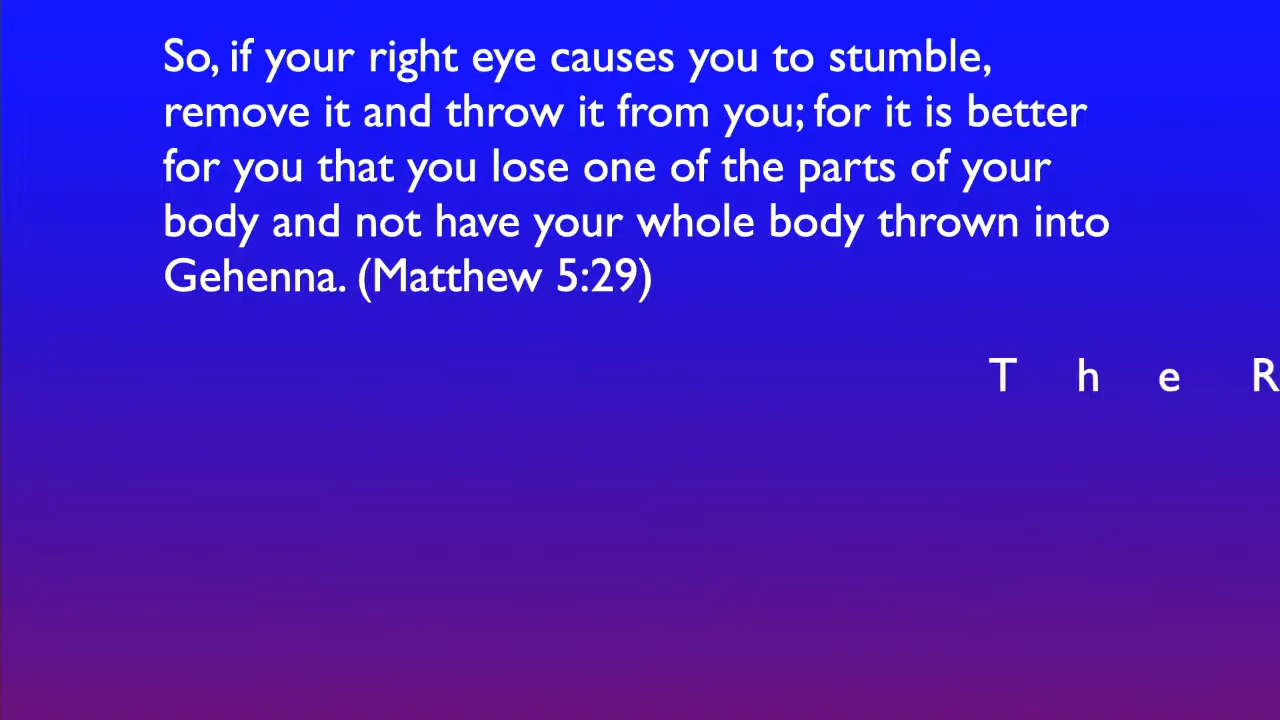 So, if your right eye causes you to stumble,
remove it and throw it from you; for it is better
for you that you lose one of the parts of your
body and not have your whole body thrown into
Gehenna. (Matthew 5:29)
T h e R